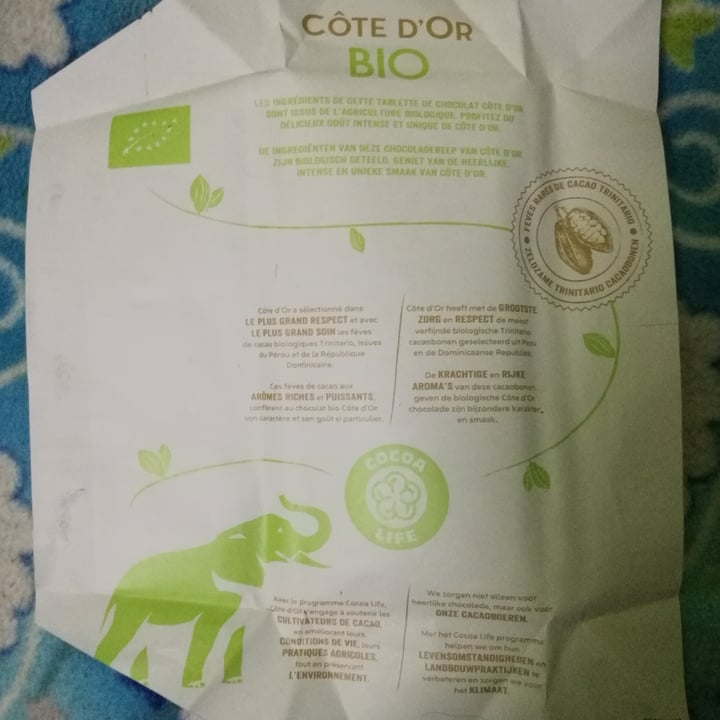 CÔTE D'OR
BIO
LES INGRÉDIENTS DE CETTE TABLETTE DE CHOCOLAT CÔTE D'OR
SONT ISSUS DE L'AGRICULTURE BIOLOGIQUE. PROFITEZ DU
DÉLICIEUX GOÛT INTENSE ET UNIQUE DE CÔTE D'OR.
DE INGREDIËNTEN VAN DEZE CHOCOLADEREEP VAN CÔTE D'OR
ZIJN BIOLOGISCH GETEELD. GENIET VAN DE HEERLIJKE,
INTENSE EN UNIEKE SMAAK VAN CÔTE D'OR.
FÈVES RARES DE CACAO TRINITARIO
ZELDZAME TRINITARIO CACAOBONEN
Côte d'Or a sélectionné dans
LE PLUS GRAND RESPECT et avec
LE PLUS GRAND SOIN les fèves
de cacao biologiques Trinitario, issues
du Pérou et de la République
Dominicaine.
Ces fèves de cacao aux
ARÔMES RICHES et PUISSANTS,
confèrent au chocolat bio Côte d'Or
son caractère et son goût si particulier.
Côte d'Or heeft met de GROOTSTE
ZORG en RESPECT de meest
verfijnde biologische Trinitario
cacaobonen geselecteerd uit Peru
en de Dominicaanse Republiek.
De KRACHTIGE en RIJKE
AROMA'S van deze cacaobonen
geven de biologische Côte d'Or
chocolade zijn bijzondere karakter
en smaak.
COCOA
LIFE
Avec le programme Cocoa Life,
Côte d'Or s'engage à soutenir les
CULTIVATEURS DE CACAO,
en améliorant leurs
CONDITIONS DE VIE, leurs
PRATIQUES AGRICOLES,
tout en préservant
L'ENVIRONNEMENT.
We zorgen niet alleen voor
heerlijke chocolade, maar ook voor
ONZE CACAOBOEREN.
Met het Cocoa Life programma
helpen we om hun
LEVENSOMSTANDIGHEDEN en
LANDBOUWPRAKTIJKEN te
verbeteren en zorgen we voor
het KLIMAAT.